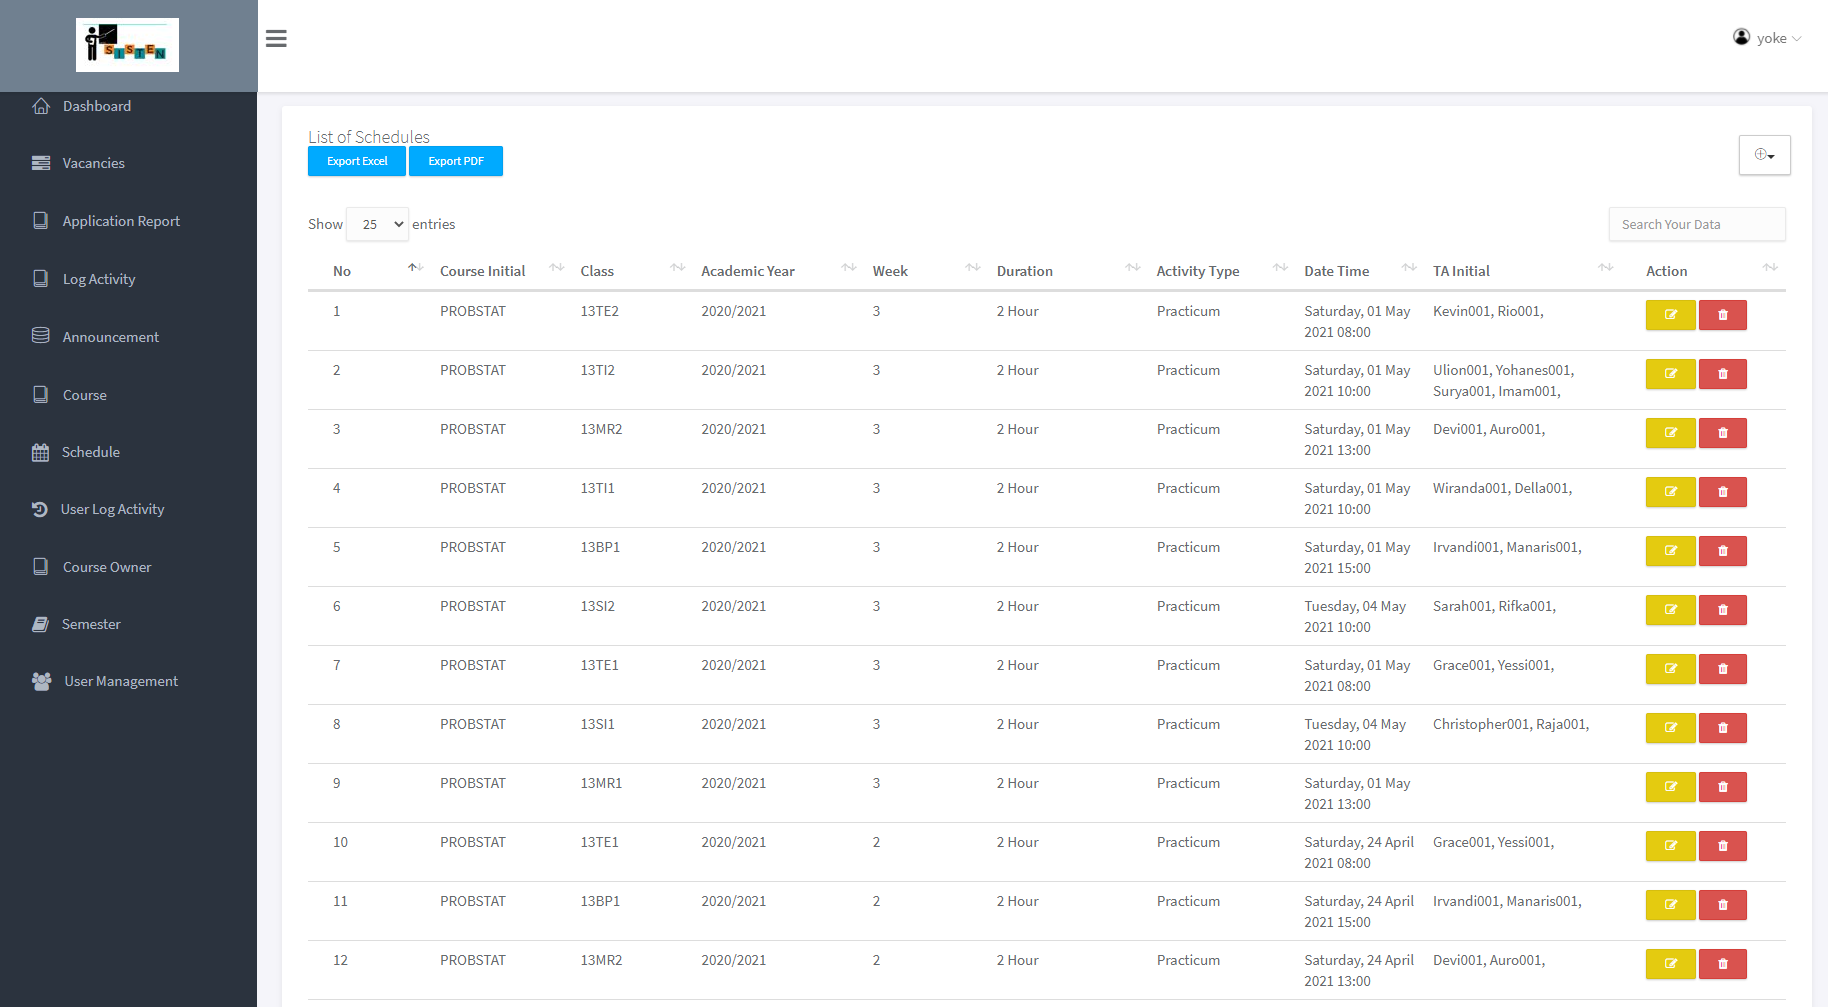 SISTEN
yoke
Dashboard
Vacancies
Application Report
Log Activity
Announcement
Course
Schedule
User Log Activity
Course Owner
Semester
User Management
List of Schedules
Export Excel Export PDF
Show 25 entries
Search Your Data
No Course Initial Class Academic Year Week Duration Activity Type Date Time TA Initial Action
1 PROBSTAT 13TE2 2020/2021 3 2 Hour Practicum Saturday, 01 May Kevin001, Rio001,
2021 08:00
2 PROBSTAT 13TI2 2020/2021 3 2 Hour Practicum Saturday, 01 May Ulion001, Yohanes001,
2021 10:00 Surya001, Imam001,
3 PROBSTAT 13MR2 2020/2021 3 2 Hour Practicum Saturday, 01 May Devi001, Auro001,
2021 13:00
4 PROBSTAT 13TI1 2020/2021 3 2 Hour Practicum Saturday, 01 May Wiranda001, Della001,
2021 10:00
5 PROBSTAT 13BP1 2020/2021 3 2 Hour Practicum Saturday, 01 May Irvandi001, Manaris001,
2021 15:00
6 PROBSTAT 13SI2 2020/2021 3 2 Hour Practicum Tuesday, 04 May Sarah001, Rifka001,
2021 10:00
7 PROBSTAT 13TE1 2020/2021 3 2 Hour Practicum Saturday, 01 May Grace001, Yessi001,
2021 08:00
8 PROBSTAT 13SI1 2020/2021 3 2 Hour Practicum Tuesday, 04 May Christopher001, Raja001,
2021 10:00
9 PROBSTAT 13MR1 2020/2021 3 2 Hour Practicum Saturday, 01 May
2021 13:00
10 PROBSTAT 13TE1 2020/2021 2 2 Hour Practicum Saturday, 24 April Grace001, Yessi001,
2021 08:00
11 PROBSTAT 13BP1 2020/2021 2 2 Hour Practicum Saturday, 24 April Irvandi001, Manaris001,
2021 15:00
12 PROBSTAT 13MR2 2020/2021 2 2 Hour Practicum Saturday, 24 April Devi001, Auro001,
2021 13:00